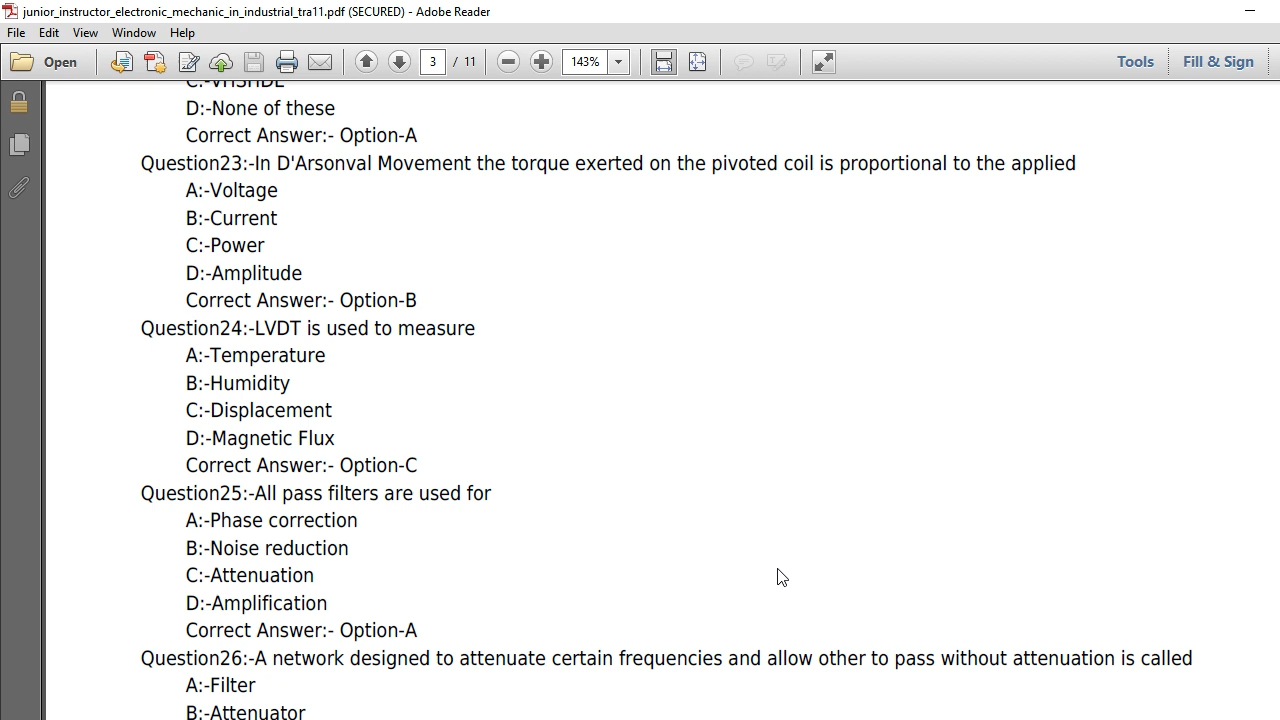 junior_instructor_electronic_mechanic_in_industrial_tra11.pdf (SECURED) - Adobe Reader
File Edit View Window Help
Open 3 / 11 143% Tools Fill & Sign
C:-VHSHDL
D:-None of these
Correct Answer:- Option-A
Question23:-In D'Arsonval Movement the torque exerted on the pivoted coil is proportional to the applied
A:-Voltage
B:-Current
C:-Power
D:-Amplitude
Correct Answer:- Option-B
Question24:-LVDT is used to measure
A:-Temperature
B:-Humidity
C:-Displacement
D:-Magnetic Flux
Correct Answer:- Option-C
Question25:-All pass filters are used for
A:-Phase correction
B:-Noise reduction
C:-Attenuation
D:-Amplification
Correct Answer:- Option-A
Question26:-A network designed to attenuate certain frequencies and allow other to pass without attenuation is called
A:-Filter
B:-Attenuator